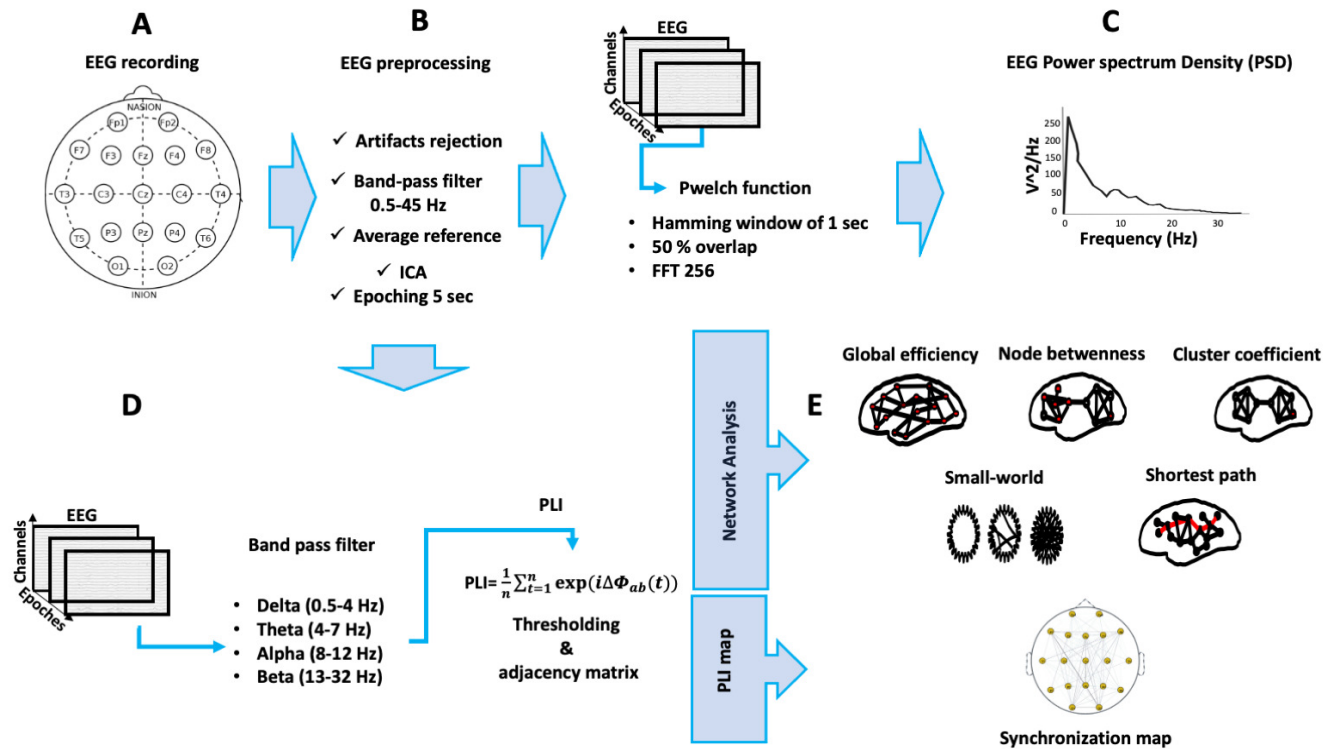 A
EEG recording
NASION
Fp1 Fp2
F7 F3 Fz F4 F8
T3 C3 Cz C4 T4
T5 P3 Pz P4 T6
O1 O2
INION
B
EEG preprocessing
✓ Artifacts rejection
✓ Band-pass filter
0.5-45 Hz
✓ Average reference
✓ ICA
✓ Epoching 5 sec
EEG
Channels
Epoches
Pwelch function
• Hamming window of 1 sec
• 50 % overlap
• FFT 256
C
EEG Power spectrum Density (PSD)
V^2/Hz
250
200
150
100
50
0
0 10 20 30
Frequency (Hz)
D
EEG
Channels
Epoches
Band pass filter
• Delta (0.5-4 Hz)
• Theta (4-7 Hz)
• Alpha (8-12 Hz)
• Beta (13-32 Hz)
PLI
PLI= \frac{1}{n} \sum_{t=1}^{n} exp(iΔΦ_{ab}(t))
Thresholding
&
adjacency matrix
Network Analysis
PLI map
E
Global efficiency
Node betwenness
Cluster coefficient
Small-world
Shortest path
Synchronization map